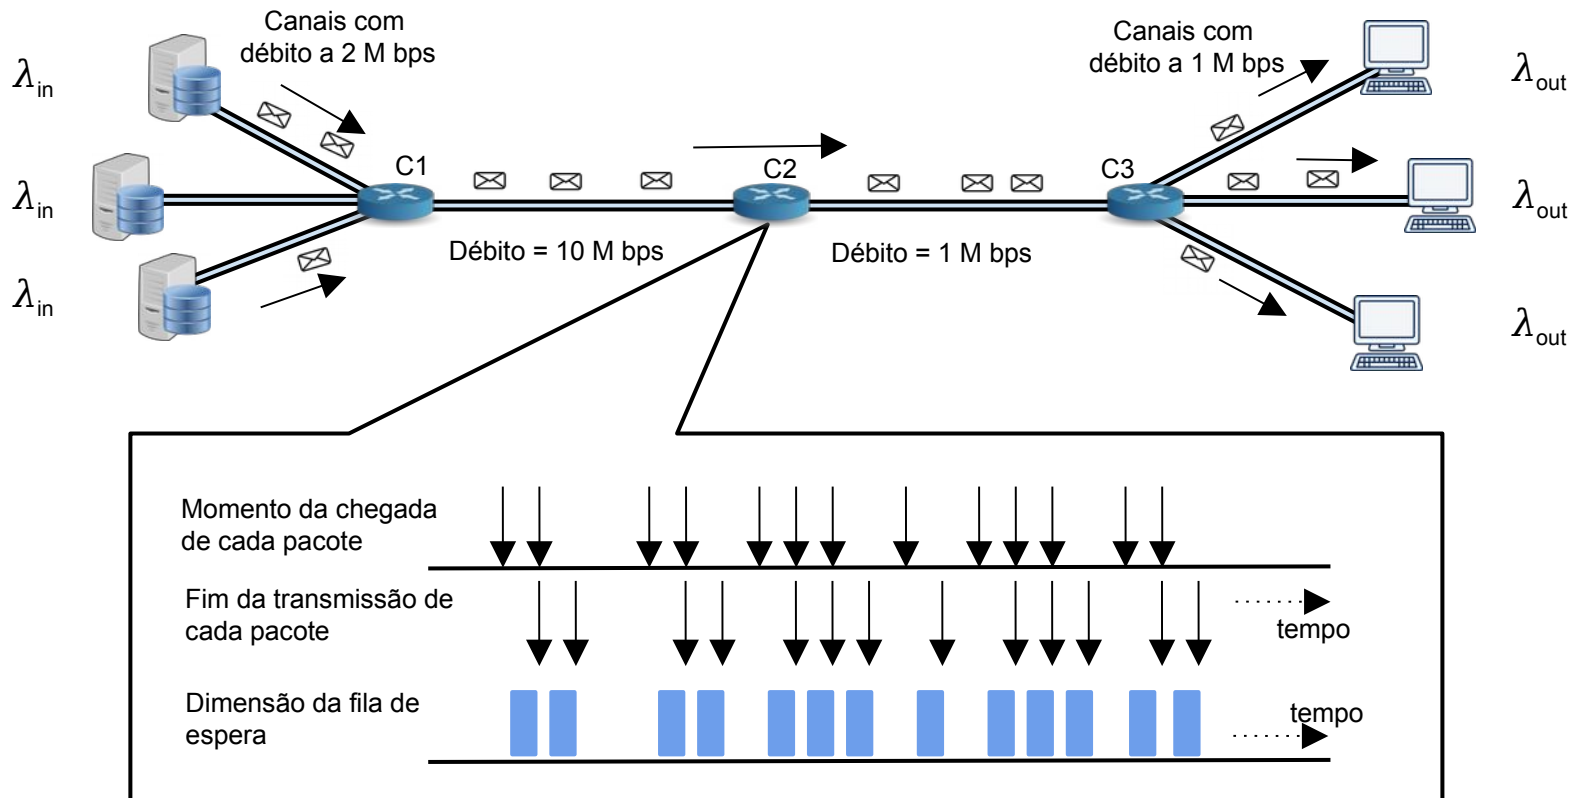 Canais com
débito a 2 M bps
Canais com
débito a 1 M bps
λin
λout
C1
C2
C3
λin
λout
Débito = 10 M bps
Débito = 1 M bps
λin
λout
Momento da chegada
de cada pacote
Fim da transmissão de
cada pacote
tempo
Dimensão da fila de
espera
tempo